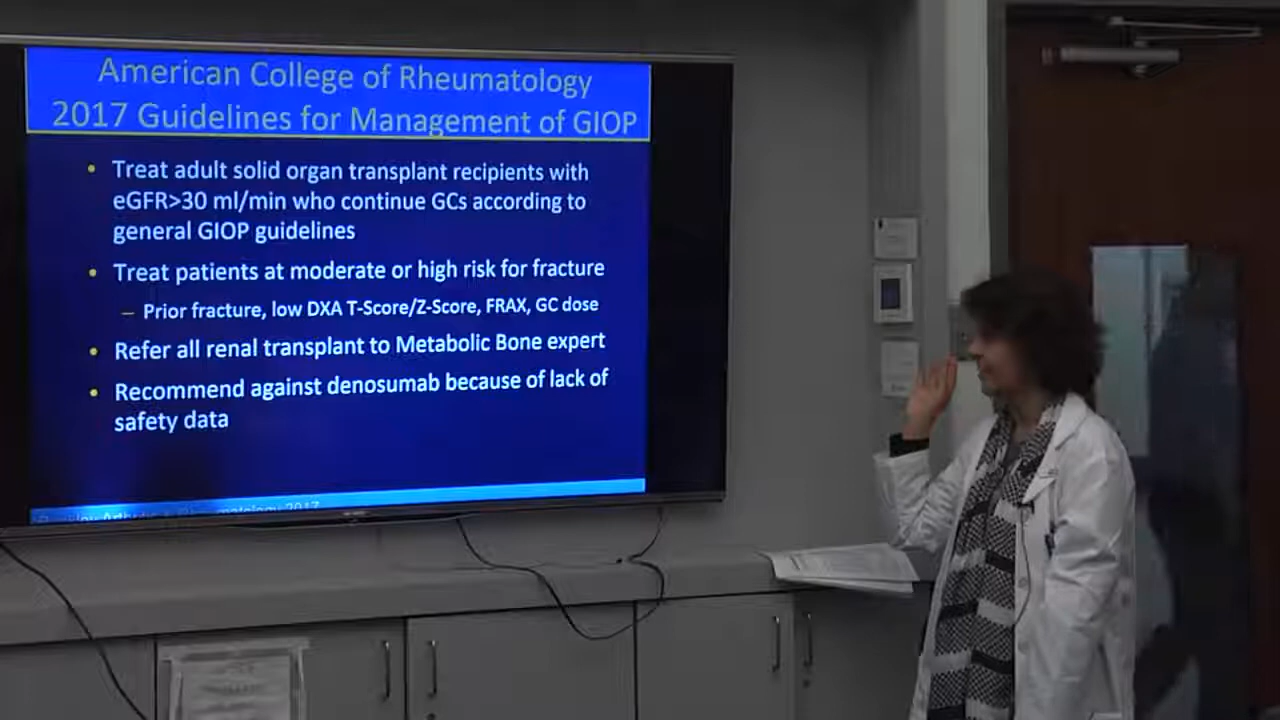 American College of Rheumatology
2017 Guidelines for Management of GIOP
• Treat adult solid organ transplant recipients with
eGFR>30 ml/min who continue GCs according to
general GIOP guidelines
• Treat patients at moderate or high risk for fracture
– Prior fracture, low DXA T-Score/Z-Score, FRAX, GC dose
• Refer all renal transplant to Metabolic Bone expert
• Recommend against denosumab because of lack of
safety data
2017